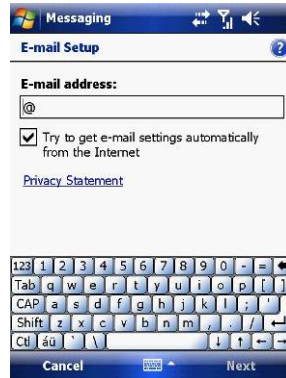 Messaging
E-mail Setup ?
E-mail address:
@
Try to get e-mail settings automatically
from the Internet
Privacy Statement
123 1 2 3 4 5 6 7 8 9 0 - =
Tab q w e r t y u i o p [ ]
CAP a s d f g h j k l ; '
Shift z x c v b n m , . /
Ctl áü ` \
Cancel Next